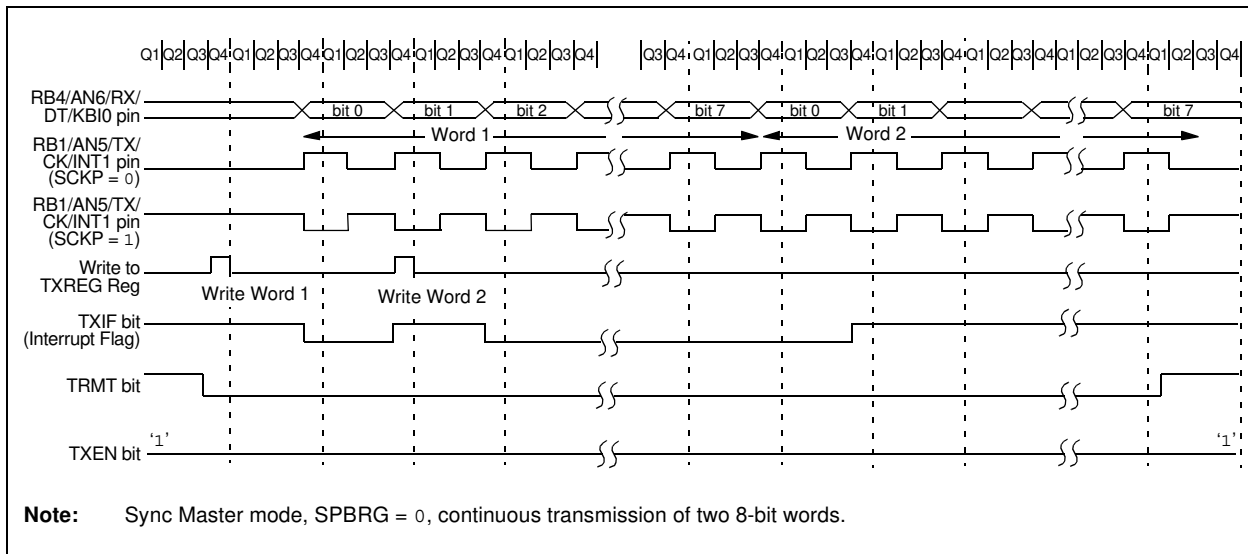 Q1 Q2 Q3 Q4 Q1 Q2 Q3 Q4 Q1 Q2 Q3 Q4 Q1 Q2 Q3 Q4 Q1 Q2 Q3 Q4 Q3 Q4 Q1 Q2 Q3 Q4 Q1 Q2 Q3 Q4 Q1 Q2 Q3 Q4 Q1 Q2 Q3 Q4 Q1 Q2 Q3 Q4 Q1 Q2 Q3 Q4
RB4/AN6/RX/
DT/KBI0 pin
bit 0 bit 1 bit 2 bit 7 bit 0 bit 1 bit 7
Word 1 Word 2
RB1/AN5/TX/
CK/INT1 pin
(SCKP = 0)
RB1/AN5/TX/
CK/INT1 pin
(SCKP = 1)
Write to
TXREG Reg
Write Word 1 Write Word 2
TXIF bit
(Interrupt Flag)
TRMT bit
TXEN bit
‘1’ ‘1’
Note: Sync Master mode, SPBRG = 0, continuous transmission of two 8-bit words.